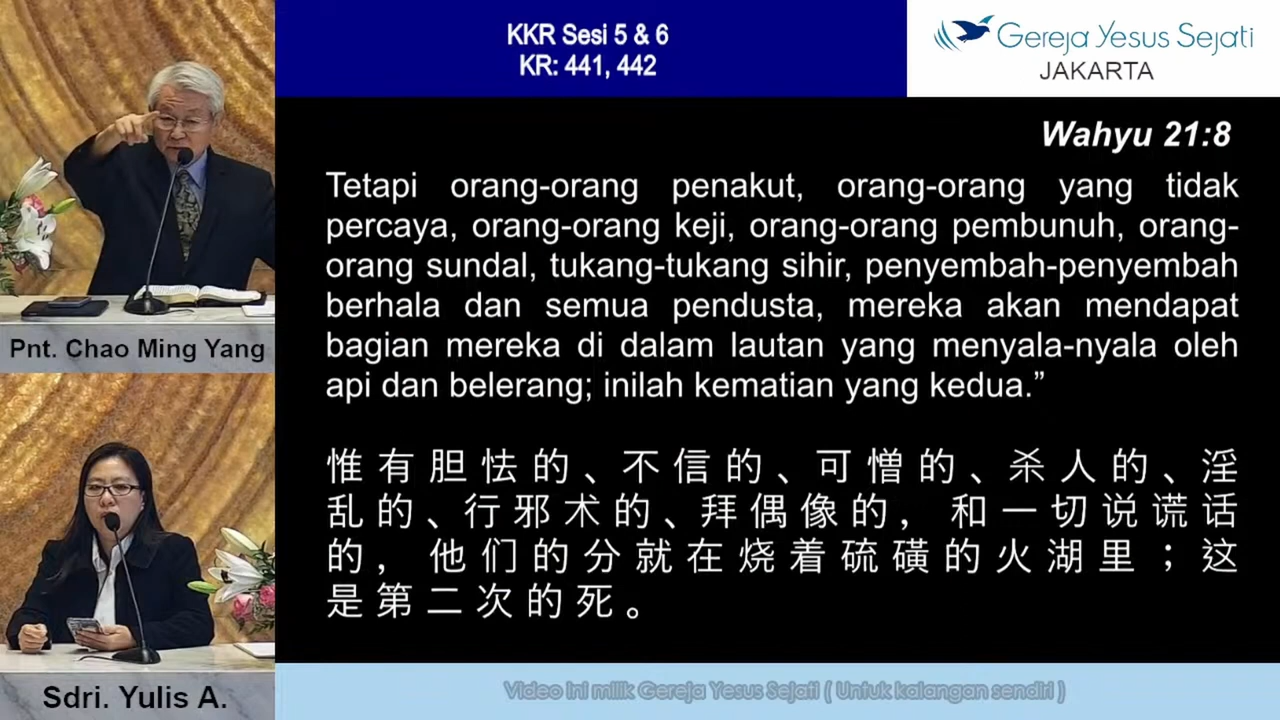 KKR Sesi 5 & 6
KR: 441, 442
Gereja Yesus Sejati
JAKARTA
Wahyu 21:8
Tetapi orang-orang penakut, orang-orang yang tidak
percaya, orang-orang keji, orang-orang pembunuh, orang-
orang sundal, tukang-tukang sihir, penyembah-penyembah
berhala dan semua pendusta, mereka akan mendapat
bagian mereka di dalam lautan yang menyala-nyala oleh
api dan belerang; inilah kematian yang kedua.”
惟有胆怯的、不信的、可憎的、杀人的、淫
乱的、行邪术的、拜偶像的，和一切说谎话
的，他们的分就在烧着硫磺的火湖里；这
是第二次的死。
Pnt. Chao Ming Yang
Sdri. Yulis A.
Video ini milik Gereja Yesus Sejati ( Untuk kalangan sendiri )